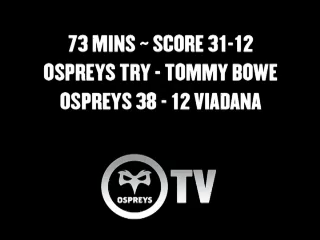 73 MINS ~ SCORE 31-12
OSPREYS TRY - TOMMY BOWE
OSPREYS 38 - 12 VIADANA
OSPREYS
TV